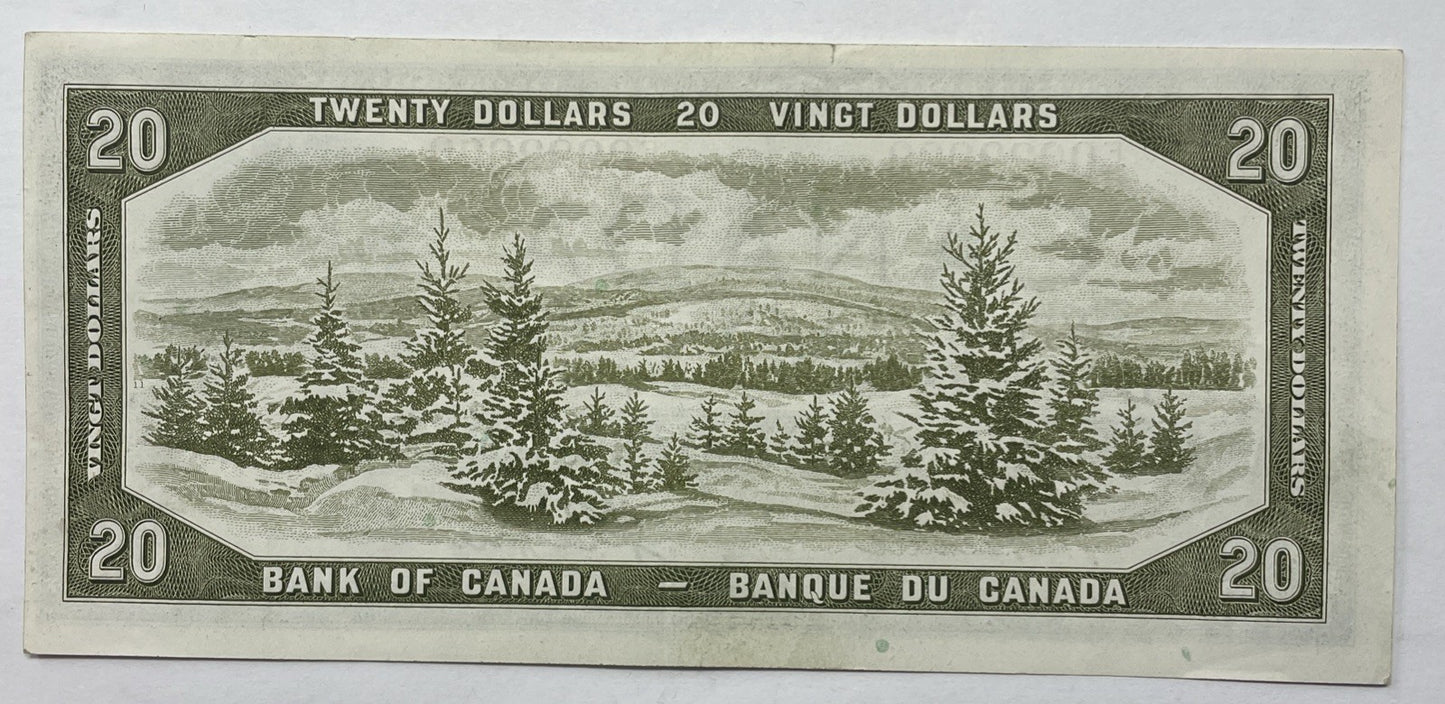 20 TWENTY DOLLARS 20 VINGT DOLLARS 20
VINGT DOLLARS
TWENTY DOLLARS
20 BANK OF CANADA — BANQUE DU CANADA 20